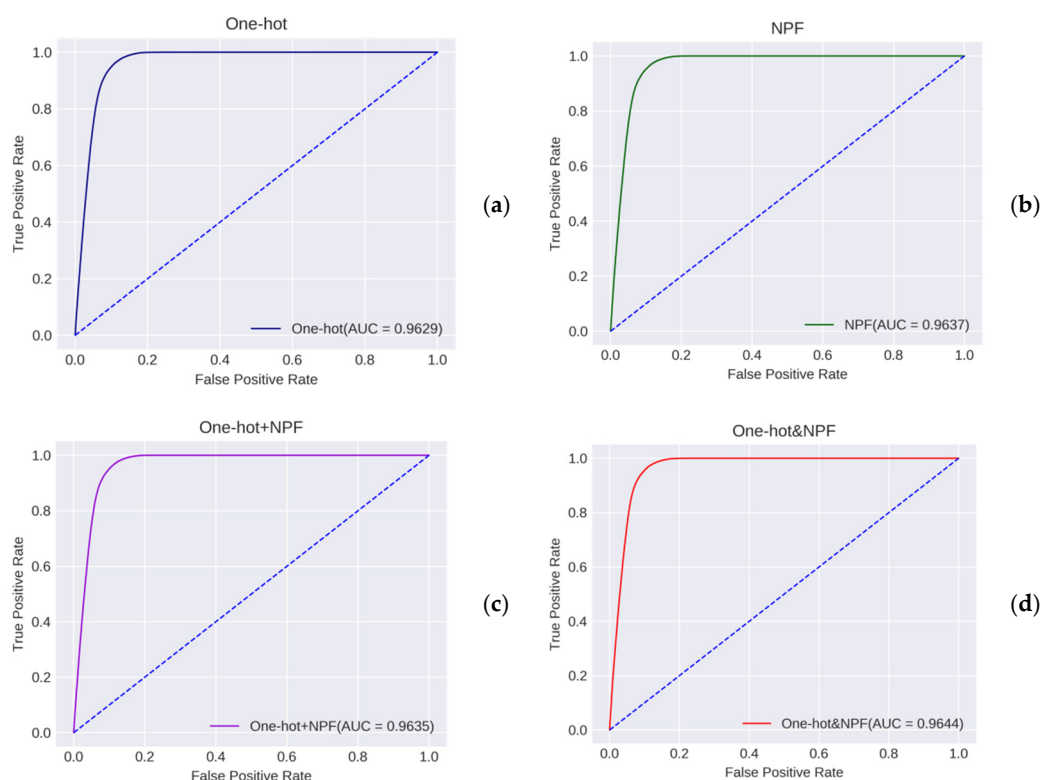 One-hot
1.0
0.8
0.6
0.4
0.2
0.0
True Positive Rate
One-hot(AUC = 0.9629)
0.0 0.2 0.4 0.6 0.8 1.0
False Positive Rate
(a)
NPF
1.0
0.8
0.6
0.4
0.2
0.0
True Positive Rate
NPF(AUC = 0.9637)
0.0 0.2 0.4 0.6 0.8 1.0
False Positive Rate
(b)
One-hot+NPF
1.0
0.8
0.6
0.4
0.2
0.0
True Positive Rate
One-hot+NPF(AUC = 0.9635)
0.0 0.2 0.4 0.6 0.8 1.0
False Positive Rate
(c)
One-hot&NPF
1.0
0.8
0.6
0.4
0.2
0.0
True Positive Rate
One-hot&NPF(AUC = 0.9644)
0.0 0.2 0.4 0.6 0.8 1.0
False Positive Rate
(d)